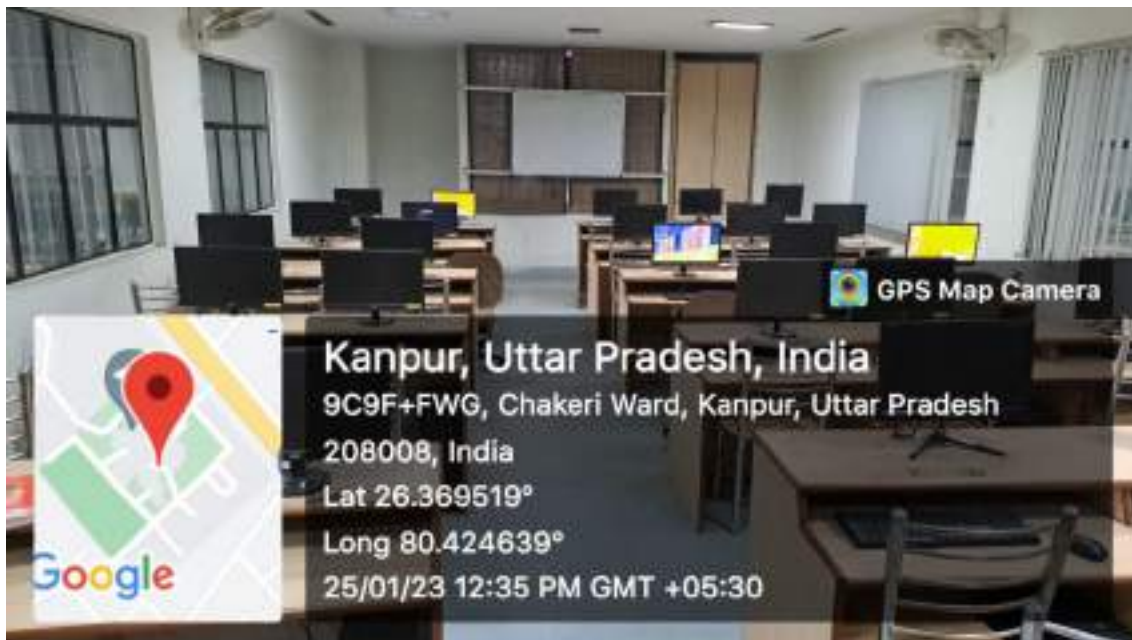 GPS Map Camera
Kanpur, Uttar Pradesh, India
9C9F+FWG, Chakeri Ward, Kanpur, Uttar Pradesh
208008, India
Lat 26.369519°
Long 80.424639°
25/01/23 12:35 PM GMT +05:30
Google